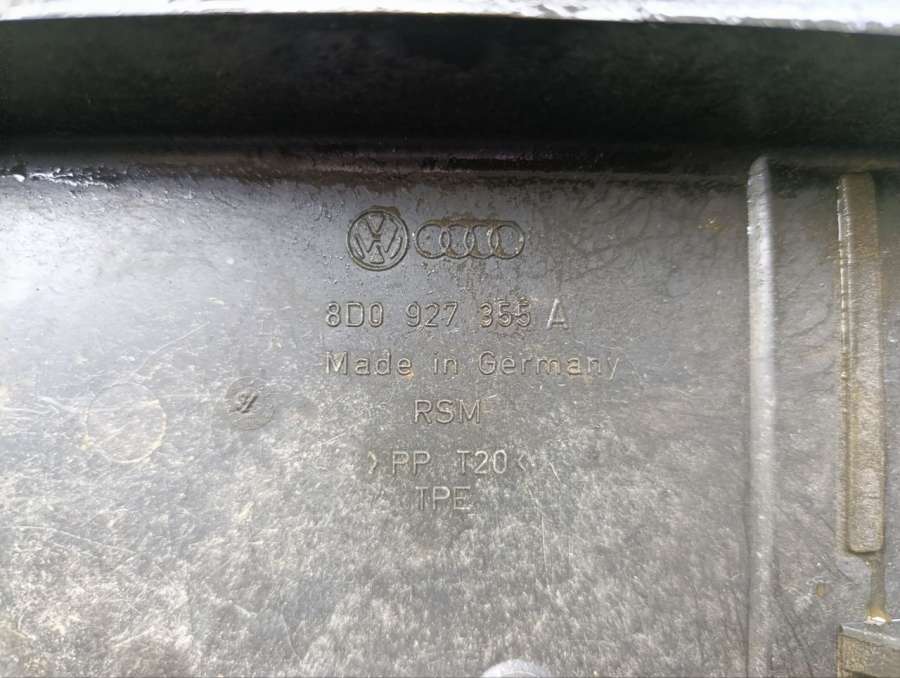 8D0 927 355 A
Made in Germany
RSM
>PP T20<
TPE